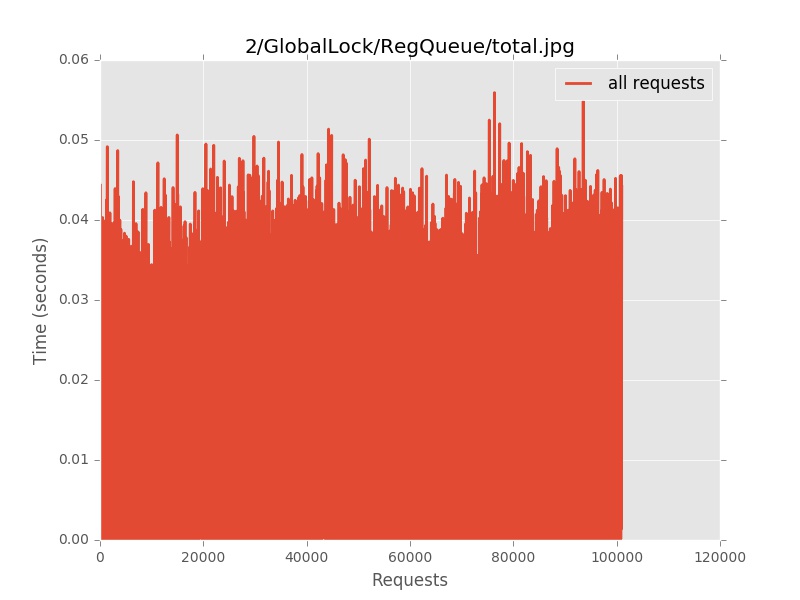 2/GlobalLock/RegQueue/total.jpg
all requests
0.06
0.05
0.04
0.03
0.02
0.01
0.00
Time (seconds)
0 20000 40000 60000 80000 100000 120000
Requests